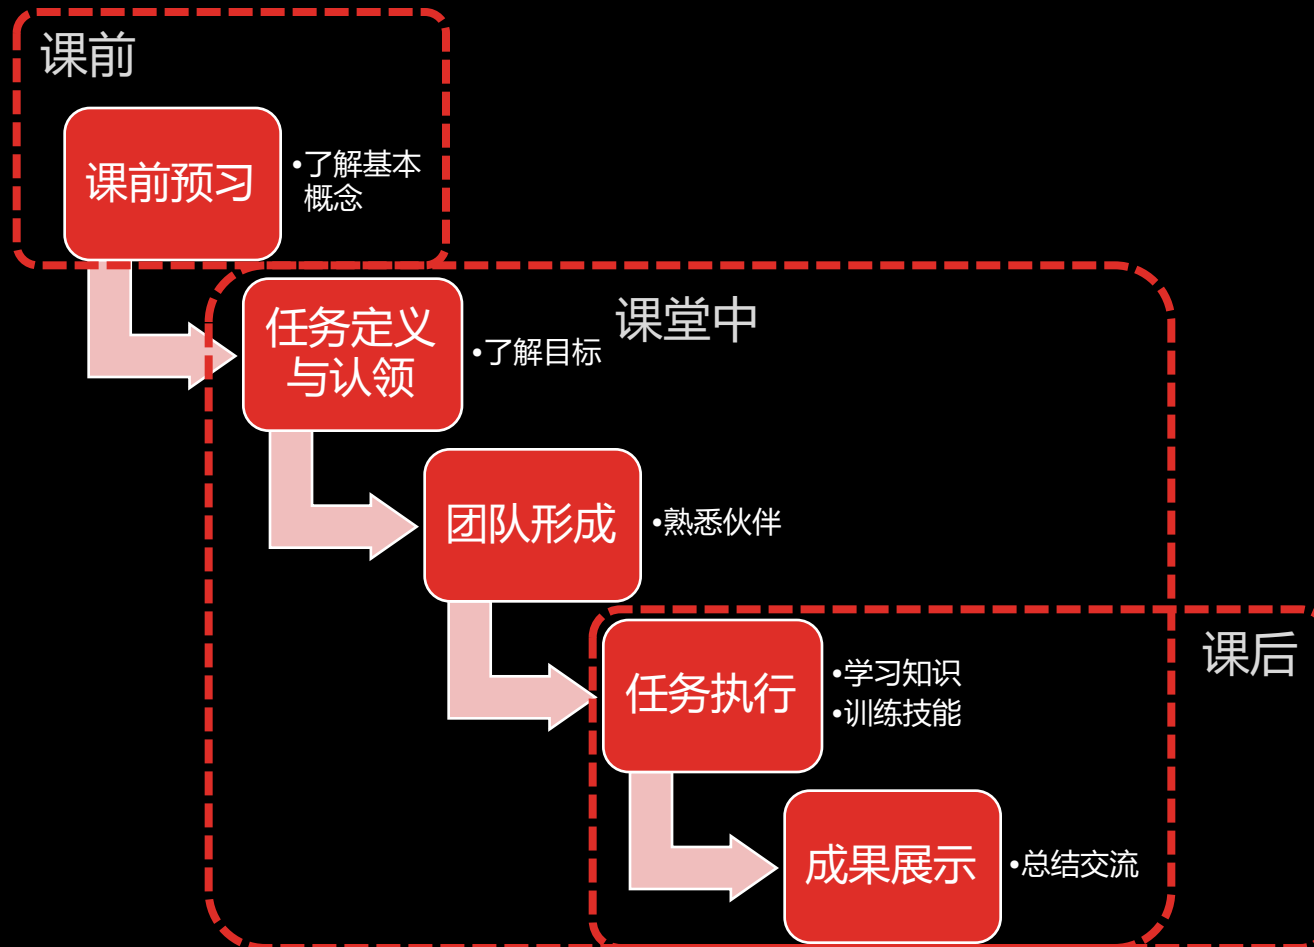 课前
课前预习
•了解基本
概念
课堂中
任务定义
与认领
•了解目标
团队形成
•熟悉伙伴
课后
任务执行
•学习知识
•训练技能
成果展示
•总结交流